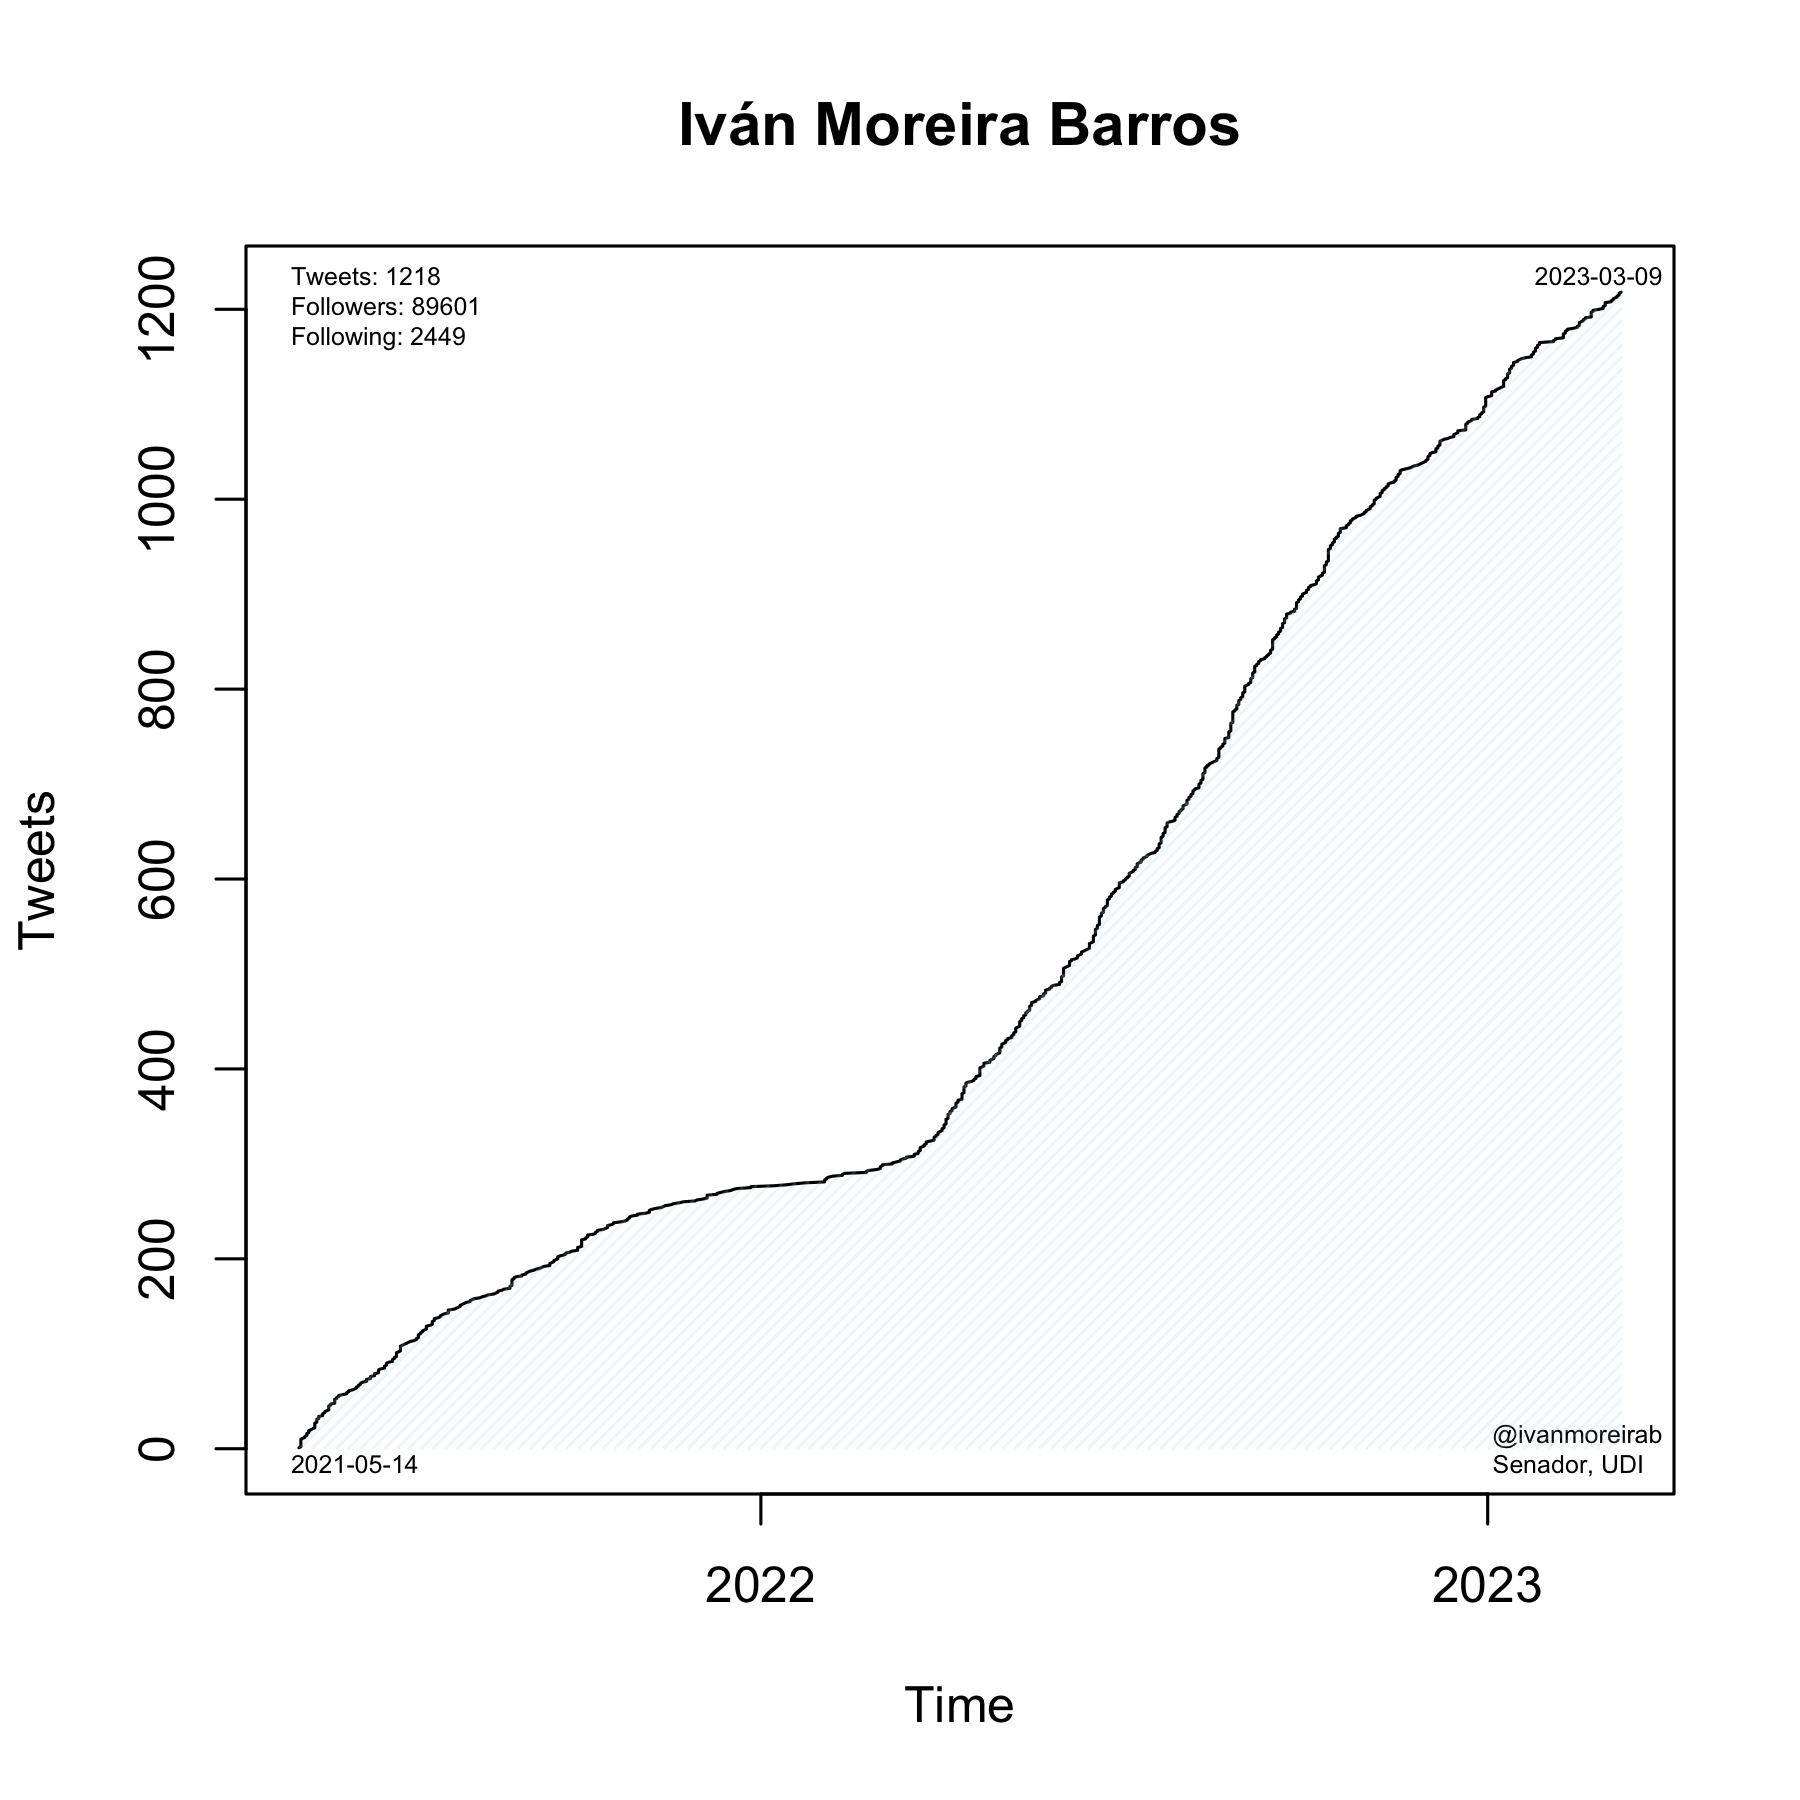 Iván Moreira Barros
Tweets: 1218
Followers: 89601
Following: 2449
2023-03-09
1200
1000
800
600
400
200
0
Tweets
2021-05-14
@ivanmoreirab
Senador, UDI
2022
2023
Time